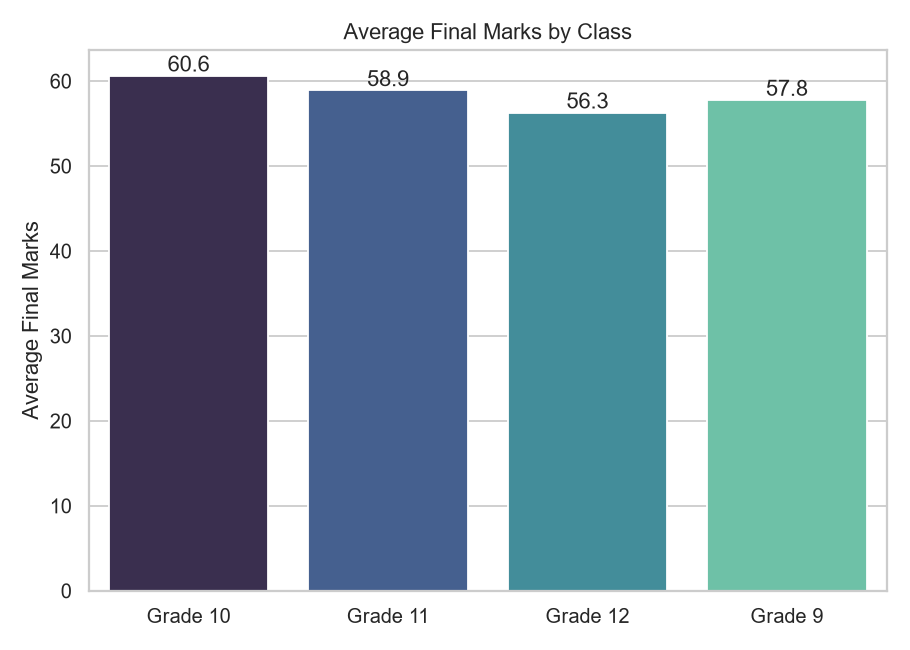 Average Final Marks by Class
Average Final Marks
60
50
40
30
20
10
0
60.6
58.9
56.3
57.8
Grade 10
Grade 11
Grade 12
Grade 9